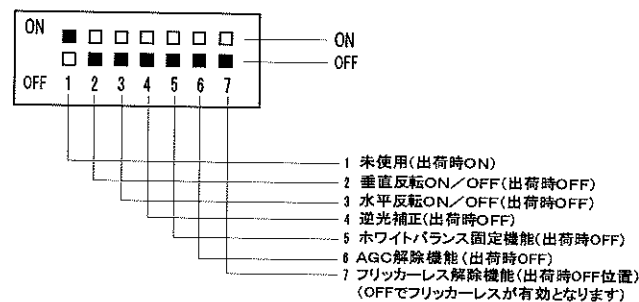 ON
ON
OFF
OFF 1 2 3 4 5 6 7
1 未使用(出荷時ON)
2 垂直反転ON/OFF(出荷時OFF)
3 水平反転ON/OFF(出荷時OFF)
4 逆光補正(出荷時OFF)
5 ホワイトバランス固定機能(出荷時OFF)
6 AGC解除機能(出荷時OFF)
7 フリッカーレス解除機能(出荷時OFF位置)
(OFFでフリッカーレスが有効となります)